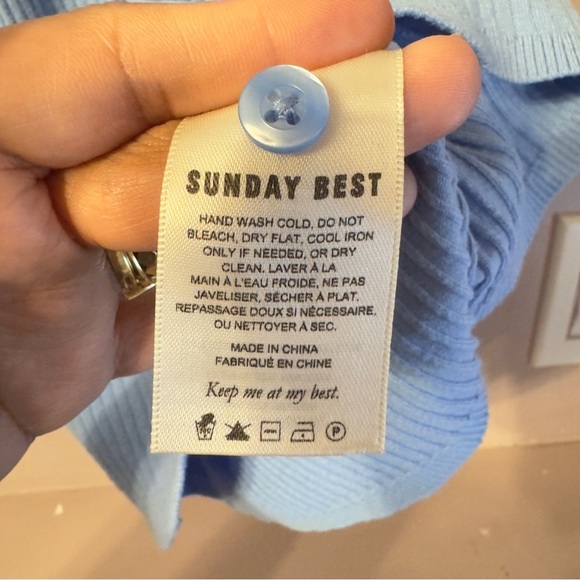 SUNDAY BEST
HAND WASH COLD, DO NOT
BLEACH, DRY FLAT, COOL IRON
ONLY IF NEEDED, OR DRY
CLEAN. LAVER À LA
MAIN À L'EAU FROIDE, NE PAS
JAVELISER, SÉCHER À PLAT.
REPASSAGE DOUX SI NÉCESSAIRE,
OU NETTOYER À SEC.
MADE IN CHINA
FABRIQUÉ EN CHINE
Keep me at my best.
P